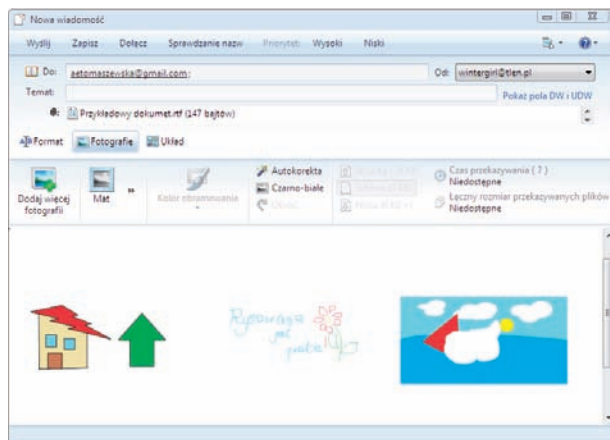 Nowa wiadomość
Wyślij Zapisz Dołącz Sprawdzanie nazw Priorytet: Wysoki Niski
Do: aetomaszewska@gmail.com; Od: wintergirl@tlen.pl
Temat:
Pokaż pola DW i UDW
Przykładowy dokumet.rtf (147 bajtów)
Format Fotografie Układ
Dodaj więcej fotografii
Mat
Kolor obramowania
Autokorekta
Czarno-białe
Obróć
Czas przekazywania ( ? )
Niedostępne
Łączny rozmiar przekazywanych plików
Niedostępne
Rysowanie
jest